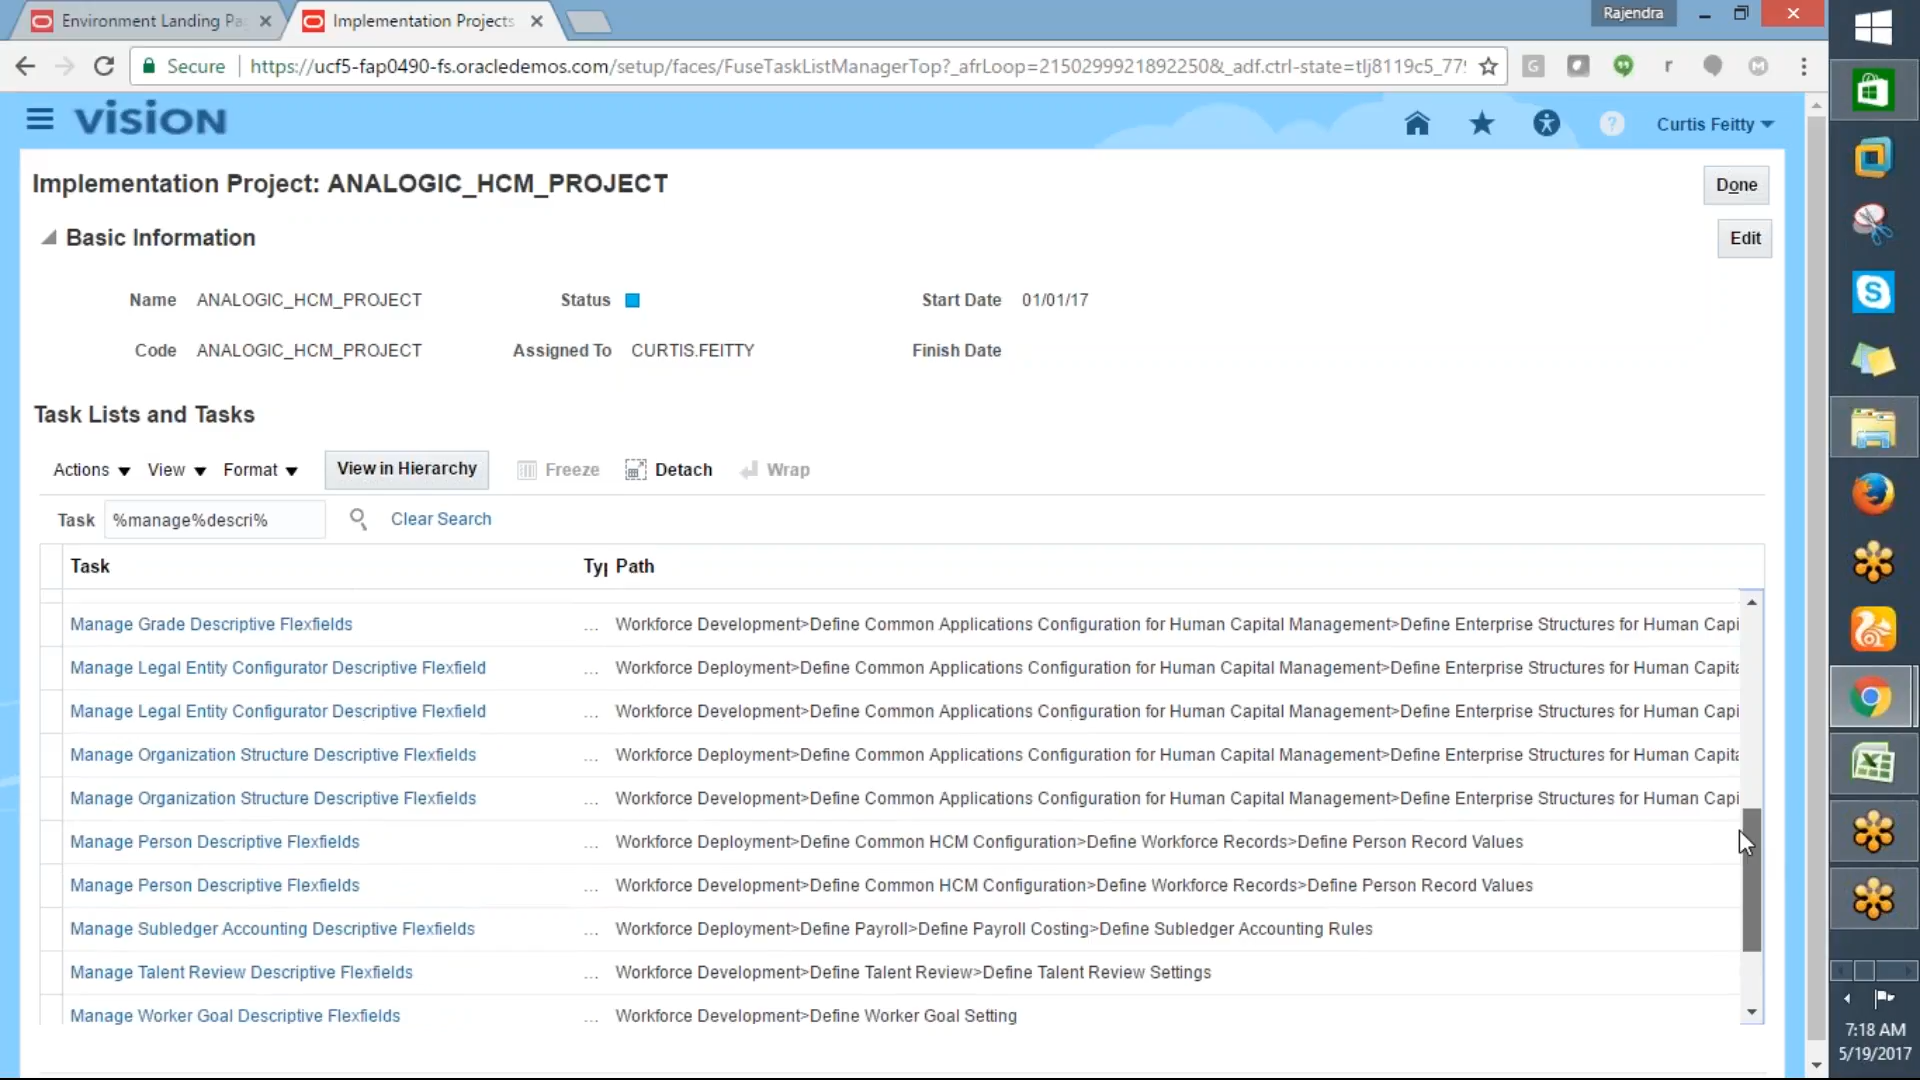 Environment Landing Pa
Implementation Projects
Rajendra
Secure
https://ucf5-fap0490-fs.oracledemos.com/setup/faces/FuseTaskListManagerTop?_afrLoop=2150299921892250&_adf.ctrl-state=tlj8119c5_77
G
r
M
VISION
Curtis Feitty
Implementation Project: ANALOGIC_HCM_PROJECT
Done
Basic Information
Edit
Name ANALOGIC_HCM_PROJECT Status Start Date 01/01/17
Code ANALOGIC_HCM_PROJECT Assigned To CURTIS.FEITTY Finish Date
Task Lists and Tasks
Actions View Format View in Hierarchy Freeze Detach Wrap
Task %manage%descri% Clear Search
Task Typ Path
Manage Grade Descriptive Flexfields ... Workforce Development>Define Common Applications Configuration for Human Capital Management>Define Enterprise Structures for Human Capi
Manage Legal Entity Configurator Descriptive Flexfield ... Workforce Deployment>Define Common Applications Configuration for Human Capital Management>Define Enterprise Structures for Human Capita
Manage Legal Entity Configurator Descriptive Flexfield ... Workforce Development>Define Common Applications Configuration for Human Capital Management>Define Enterprise Structures for Human Capi
Manage Organization Structure Descriptive Flexfields ... Workforce Deployment>Define Common Applications Configuration for Human Capital Management>Define Enterprise Structures for Human Capita
Manage Organization Structure Descriptive Flexfields ... Workforce Development>Define Common Applications Configuration for Human Capital Management>Define Enterprise Structures for Human Capi
Manage Person Descriptive Flexfields ... Workforce Deployment>Define Common HCM Configuration>Define Workforce Records>Define Person Record Values
Manage Person Descriptive Flexfields ... Workforce Development>Define Common HCM Configuration>Define Workforce Records>Define Person Record Values
Manage Subledger Accounting Descriptive Flexfields ... Workforce Deployment>Define Payroll>Define Payroll Costing>Define Subledger Accounting Rules
Manage Talent Review Descriptive Flexfields ... Workforce Development>Define Talent Review>Define Talent Review Settings
Manage Worker Goal Descriptive Flexfields ... Workforce Development>Define Worker Goal Setting
7:18 AM
5/19/2017